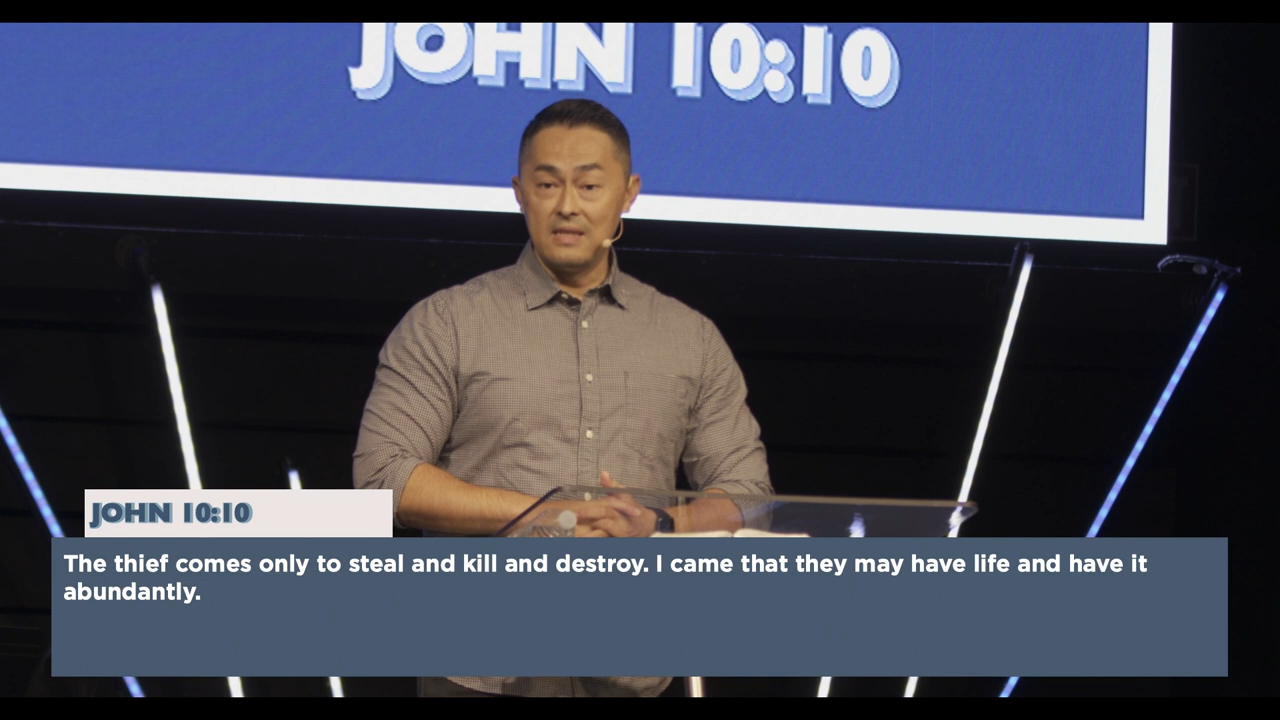 JOHN 10:10
JOHN 10:10
The thief comes only to steal and kill and destroy. I came that they may have life and have it
abundantly.